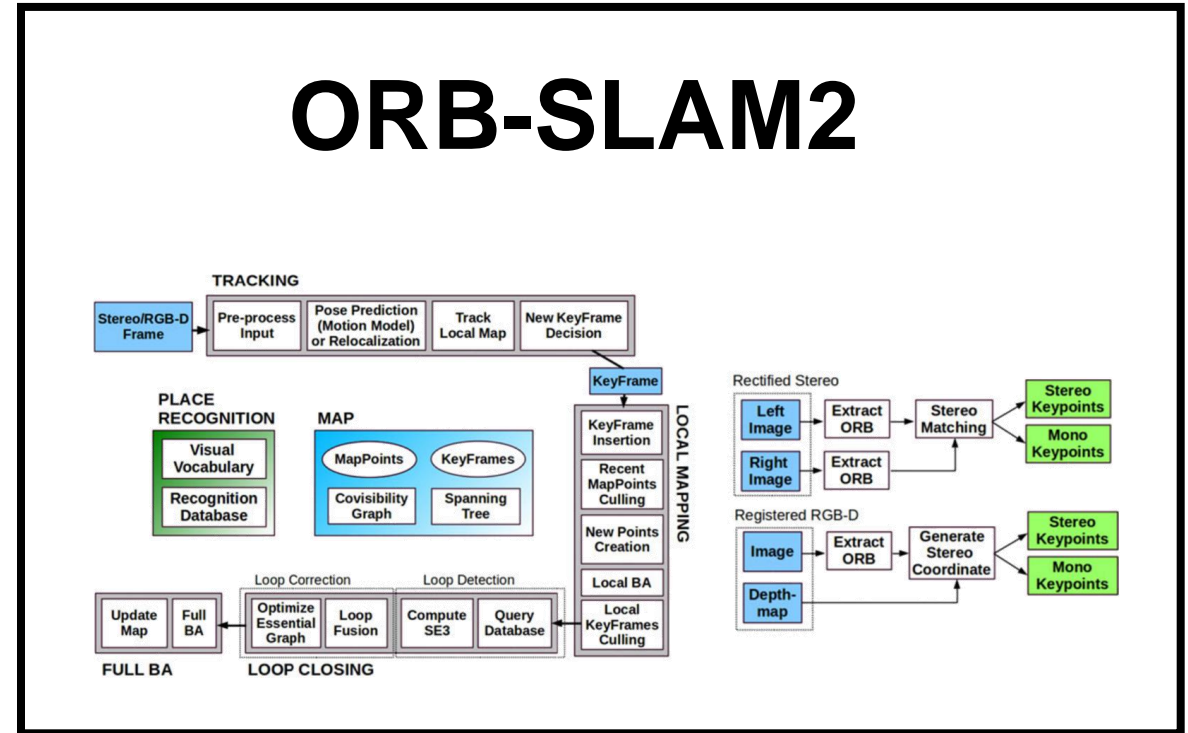 ORB-SLAM2
TRACKING
Stereo/RGB-D
Frame
Pre-process
Input
Pose Prediction
(Motion Model)
or Relocalization
Track
Local Map
New KeyFrame
Decision
KeyFrame
PLACE
RECOGNITION
Visual
Vocabulary
Recognition
Database
MAP
MapPoints
KeyFrames
Covisibility
Graph
Spanning
Tree
LOCAL MAPPING
KeyFrame
Insertion
Recent
MapPoints
Culling
New Points
Creation
Local BA
Local
KeyFrames
Culling
Loop Correction
Loop Detection
Optimize
Essential
Graph
Loop
Fusion
Compute
SE3
Query
Database
Update
Map
Full
BA
FULL BA
LOOP CLOSING
Rectified Stereo
Left
Image
Extract
ORB
Stereo
Matching
Stereo
Keypoints
Mono
Keypoints
Right
Image
Extract
ORB
Registered RGB-D
Image
Extract
ORB
Generate
Stereo
Coordinate
Stereo
Keypoints
Mono
Keypoints
Depth-
map